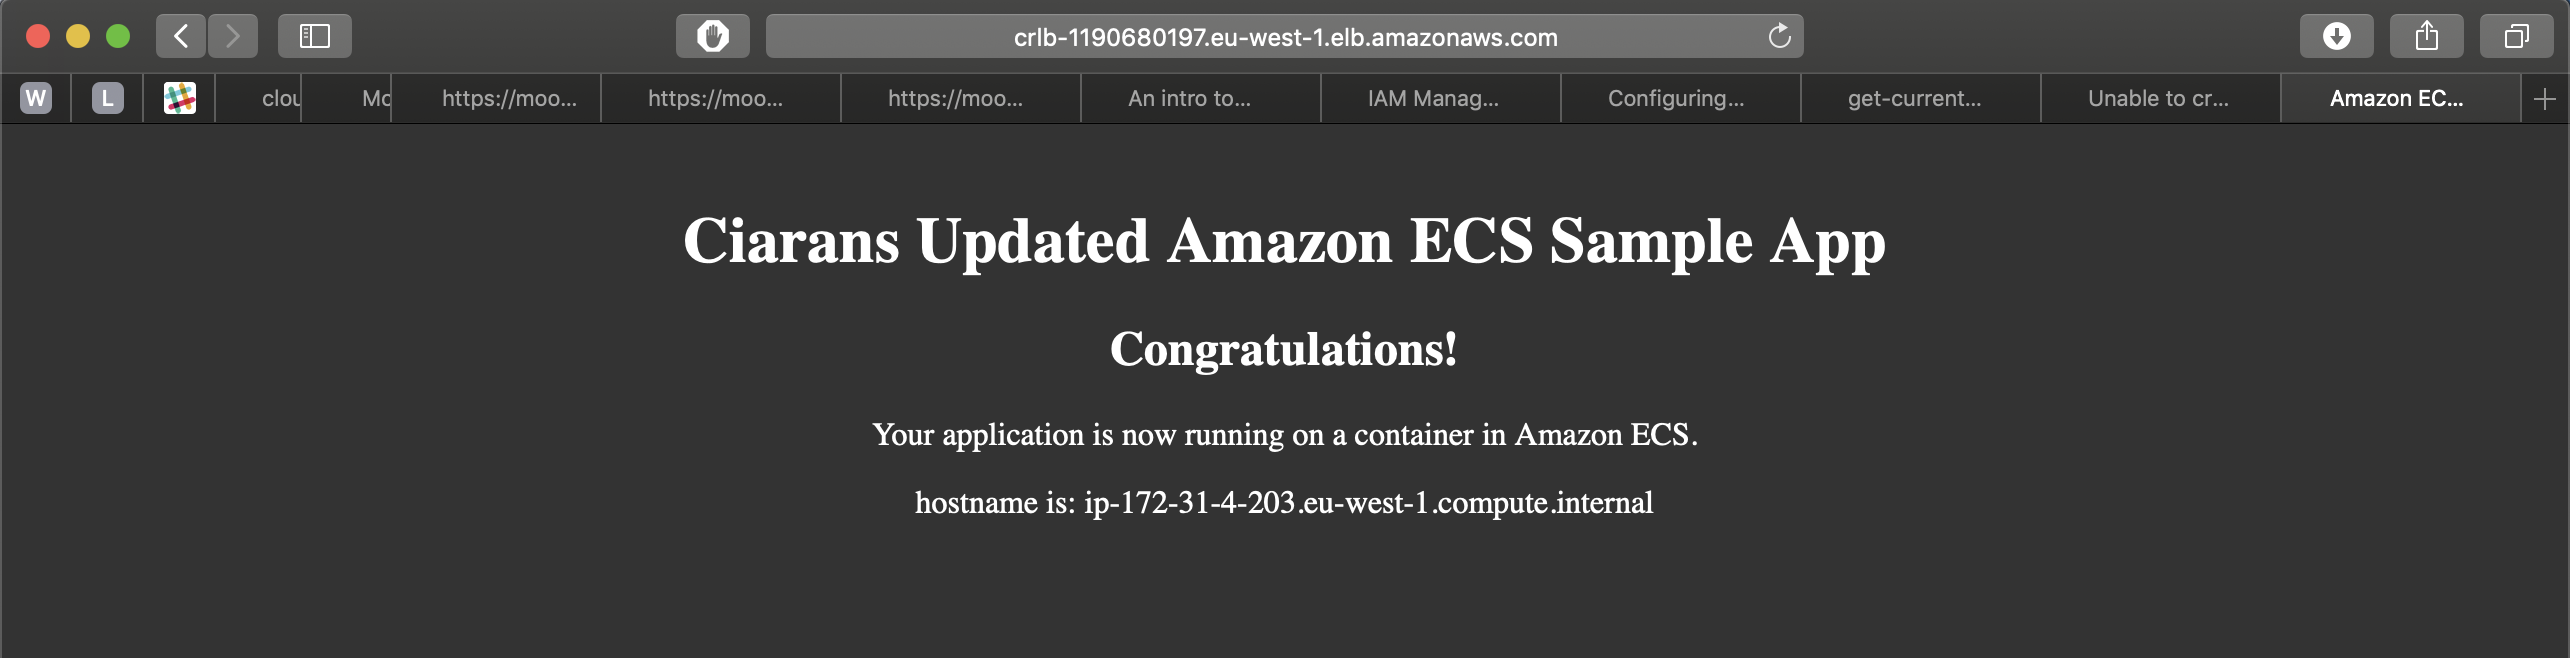 crlb-1190680197.eu-west-1.elb.amazonaws.com
W
L
clou
Mo
https://moo...
https://moo...
https://moo...
An intro to...
IAM Manag...
Configuring...
get-current...
Unable to cr...
Amazon EC...
Ciarans Updated Amazon ECS Sample App
Congratulations!
Your application is now running on a container in Amazon ECS.
hostname is: ip-172-31-4-203.eu-west-1.compute.internal